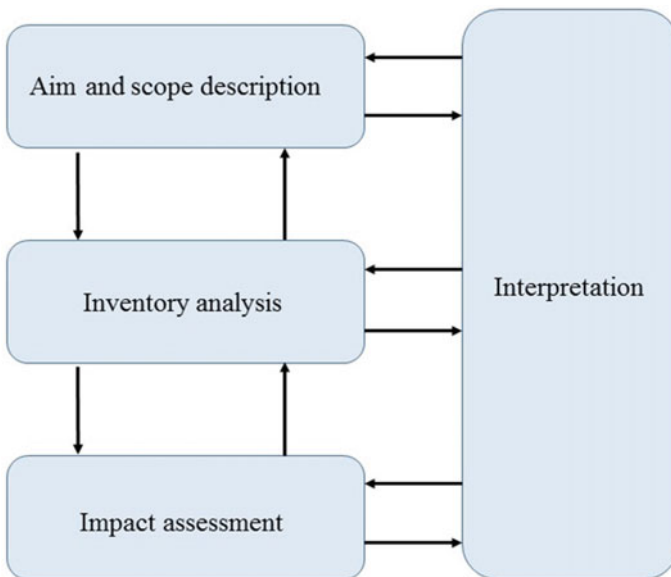 Aim and scope description
Inventory analysis
Interpretation
Impact assessment